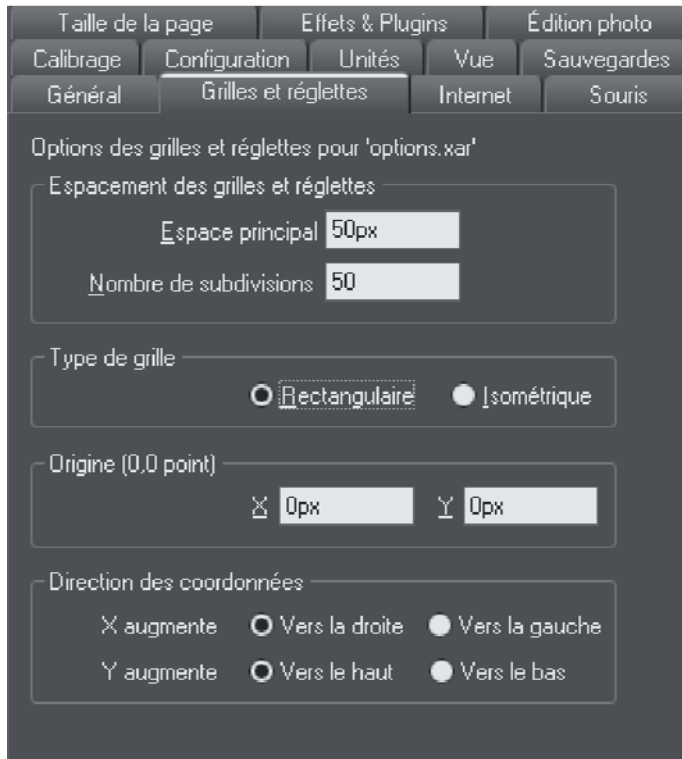 Taille de la page Effets & Plugins Édition photo
Calibrage Configuration Unités Vue Sauvegardes
Général Grilles et réglettes Internet Souris
Options des grilles et réglettes pour 'options.xar'
Espacement des grilles et réglettes
Espace principal 50px
Nombre de subdivisions 50
Type de grille
Rectangulaire Isométrique
Origine (0,0 point)
X 0px Y 0px
Direction des coordonnées
X augmente Vers la droite Vers la gauche
Y augmente Vers le haut Vers le bas